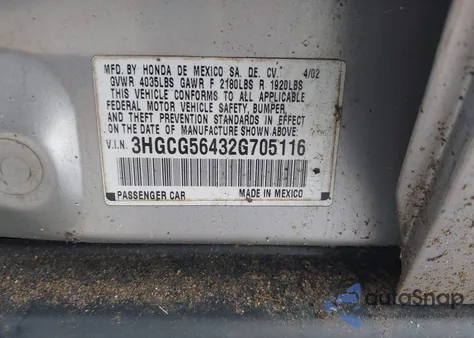 MFD. BY HONDA DE MEXICO SA. DE. CV. 4/02
GVWR 4035LBS GAWR F 2180LBS R 1920LBS
THIS VEHICLE CONFORMS TO ALL APPLICABLE
FEDERAL MOTOR VEHICLE SAFETY, BUMPER,
AND THEFT PREVENTION STANDARDS IN EFFECT
ON THE DATE OF MANUFACTURE SHOWN ABOVE.
V.I.N. 3HGCG56432G705116
PASSENGER CAR MADE IN MEXICO
autoSnap